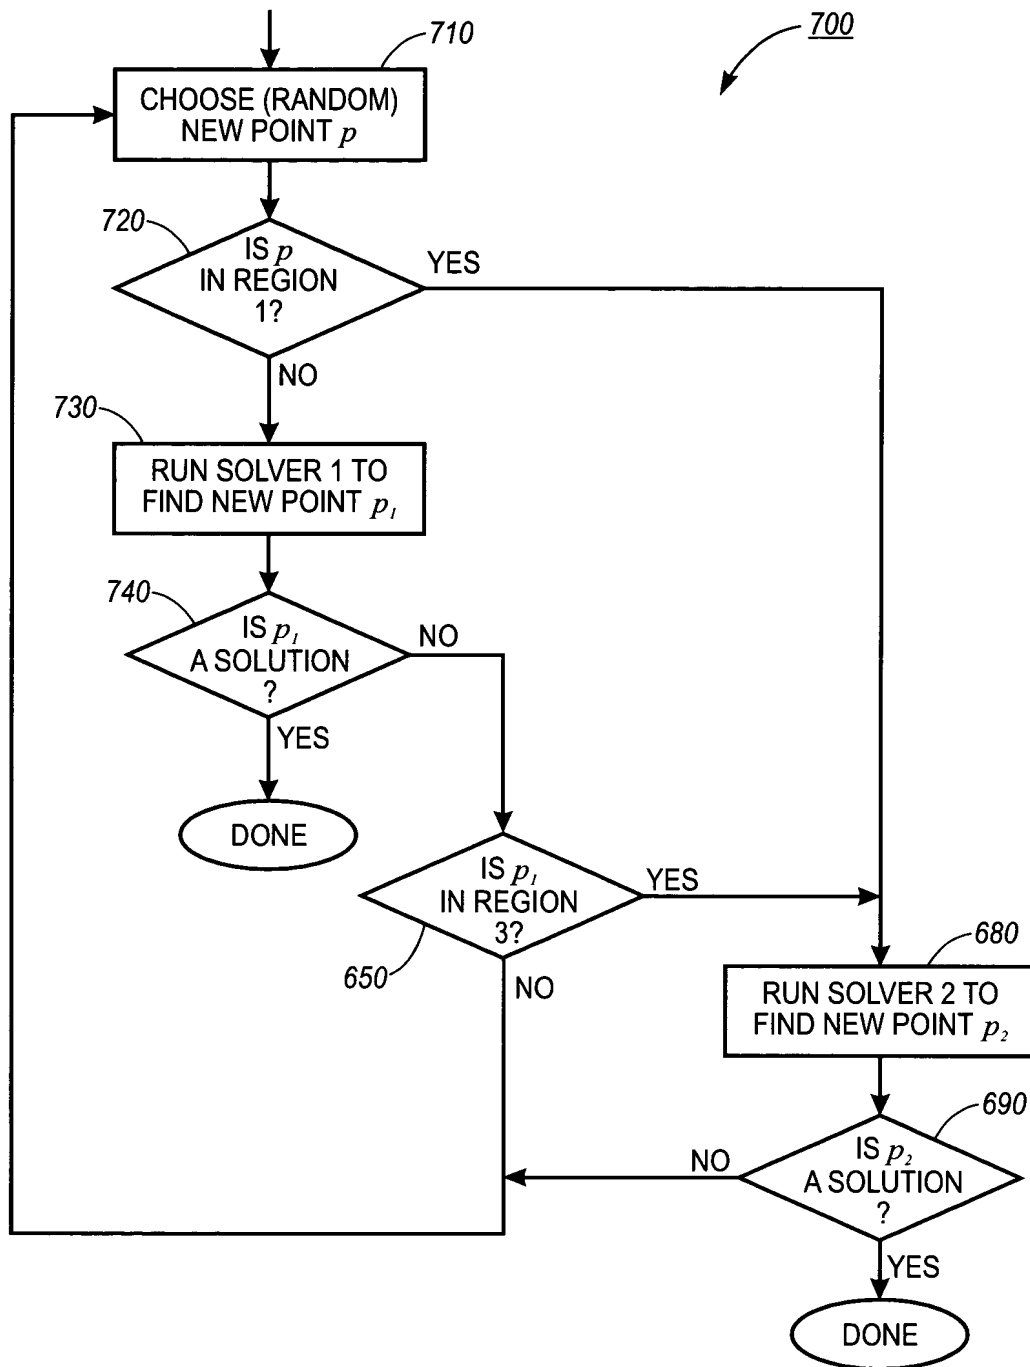 700
710
CHOOSE (RANDOM)
NEW POINT p
720
IS p
IN REGION
1?
YES
NO
730
RUN SOLVER 1 TO
FIND NEW POINT p₁
740
IS p₁
A SOLUTION
?
NO
YES
DONE
IS p₁
IN REGION
3?
YES
650
NO
680
RUN SOLVER 2 TO
FIND NEW POINT p₂
690
IS p₂
A SOLUTION
?
NO
YES
DONE